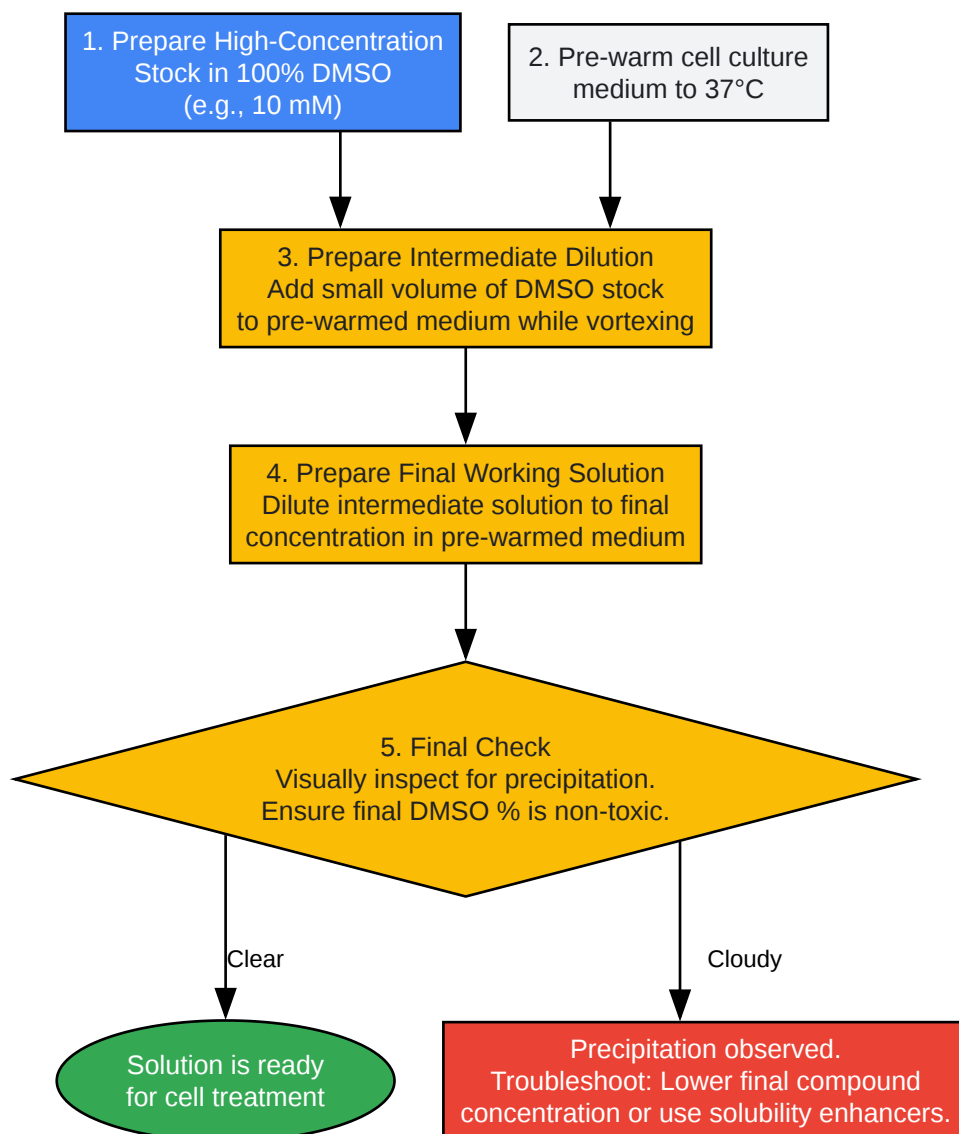 1. Prepare High-Concentration
Stock in 100% DMSO
(e.g., 10 mM)
2. Pre-warm cell culture
medium to 37°C
3. Prepare Intermediate Dilution
Add small volume of DMSO stock
to pre-warmed medium while vortexing
4. Prepare Final Working Solution
Dilute intermediate solution to final
concentration in pre-warmed medium
5. Final Check
Visually inspect for precipitation.
Ensure final DMSO % is non-toxic.
Clear
Cloudy
Solution is ready
for cell treatment
Precipitation observed.
Troubleshoot: Lower final compound
concentration or use solubility enhancers.